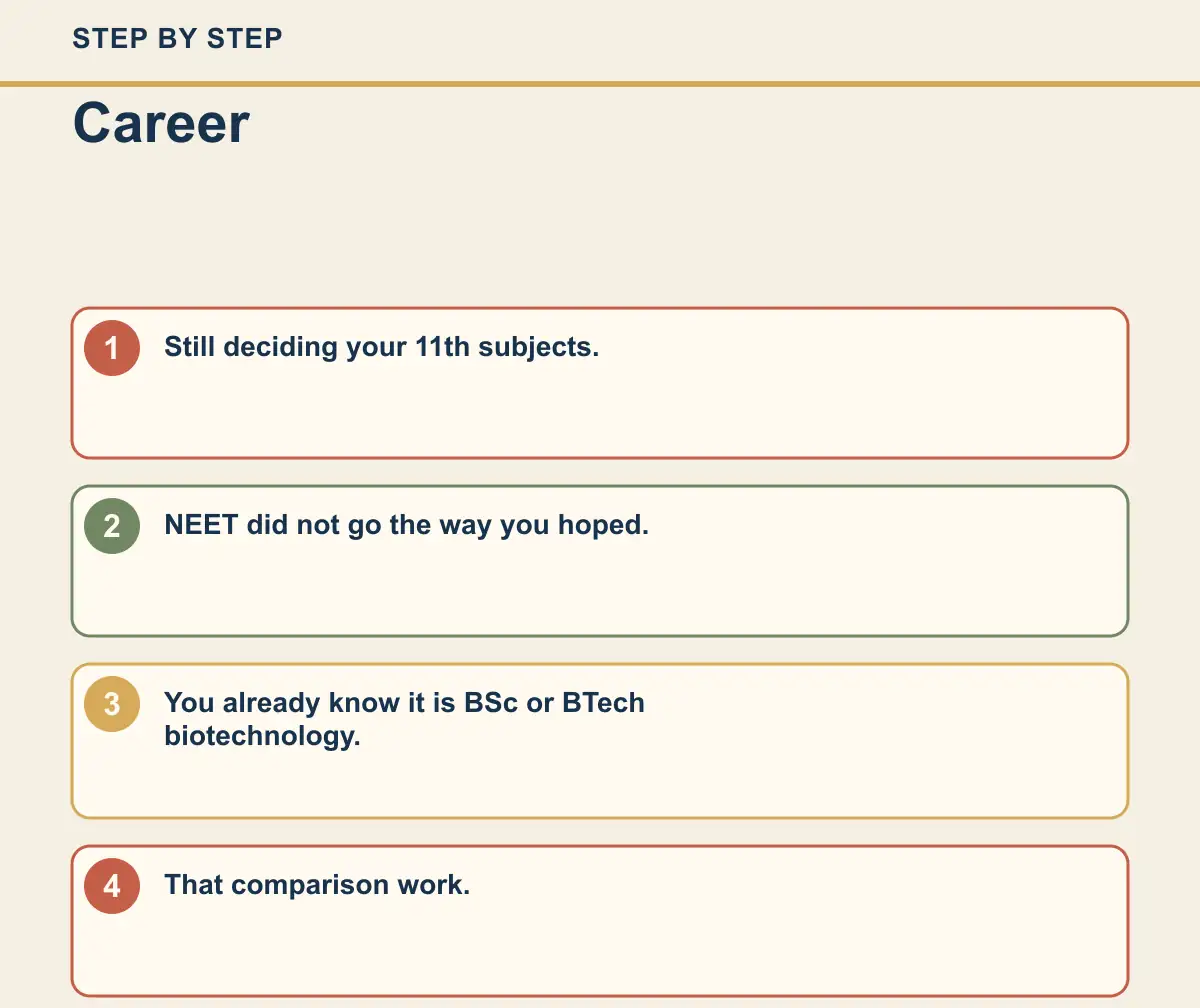 STEP BY STEP
Career
1
Still deciding your 11th subjects.
2
NEET did not go the way you hoped.
3
You already know it is BSc or BTech
biotechnology.
4
That comparison work.